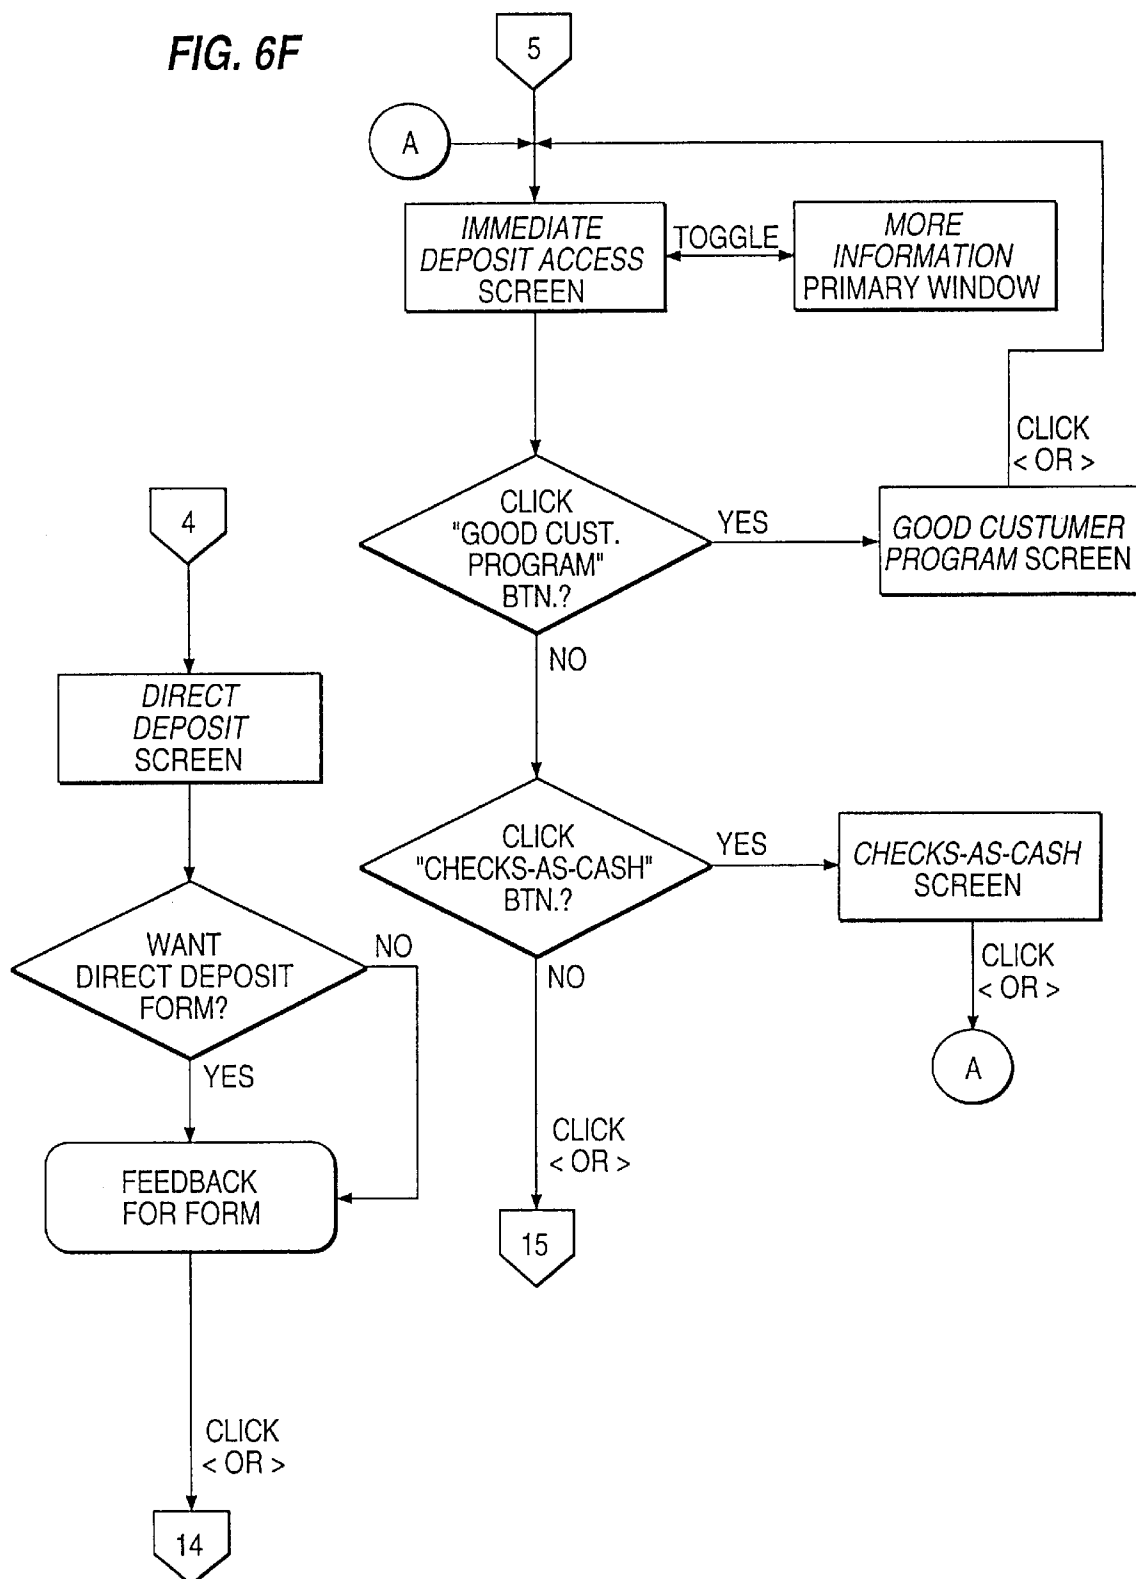 FIG. 6F
5
A
IMMEDIATE
DEPOSIT ACCESS
SCREEN
TOGGLE
MORE
INFORMATION
PRIMARY WINDOW
CLICK
< OR >
CLICK
"GOOD CUST.
PROGRAM"
BTN.?
YES
GOOD CUSTUMER
PROGRAM SCREEN
NO
4
DIRECT
DEPOSIT
SCREEN
CLICK
"CHECKS-AS-CASH"
BTN.?
YES
CHECKS-AS-CASH
SCREEN
NO
CLICK
< OR >
A
WANT
DIRECT DEPOSIT
FORM?
NO
YES
FEEDBACK
FOR FORM
CLICK
< OR >
15
CLICK
< OR >
14